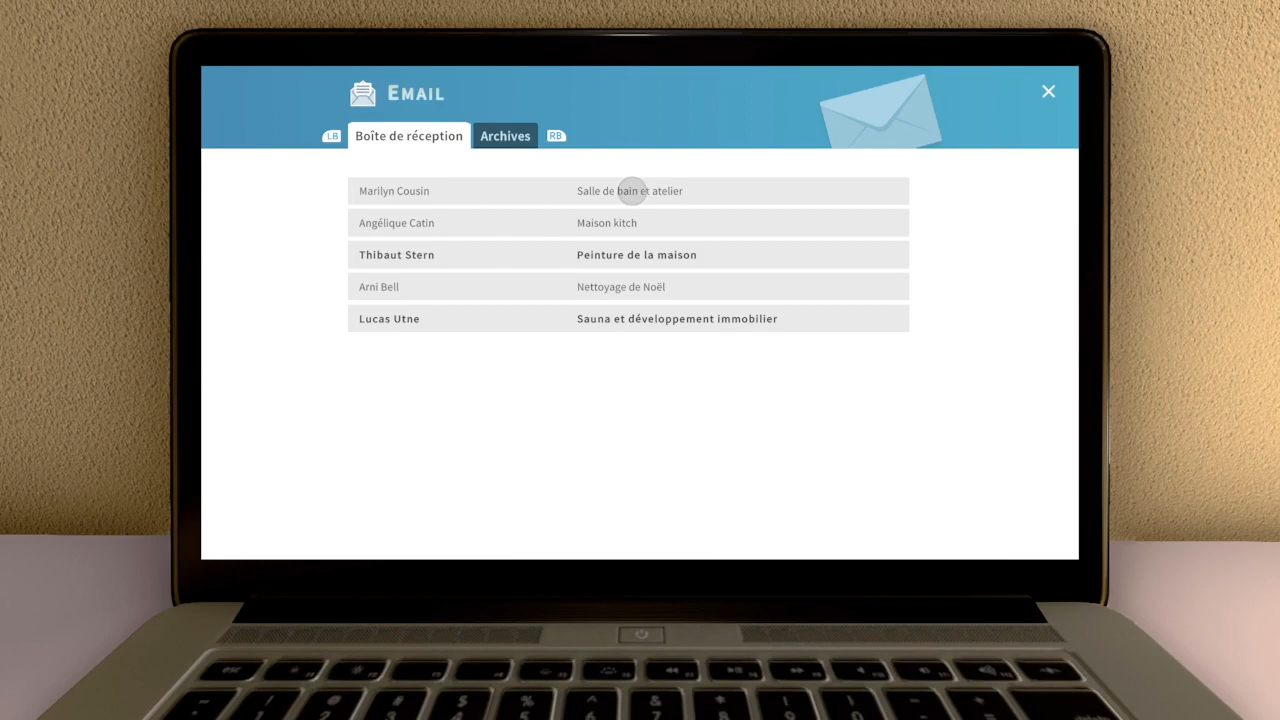 EMAIL
LB Boîte de réception Archives RB
Marilyn Cousin Salle de bain et atelier
Angélique Catin Maison kitch
Thibaut Stern Peinture de la maison
Arni Bell Nettoyage de Noël
Lucas Utne Sauna et développement immobilier